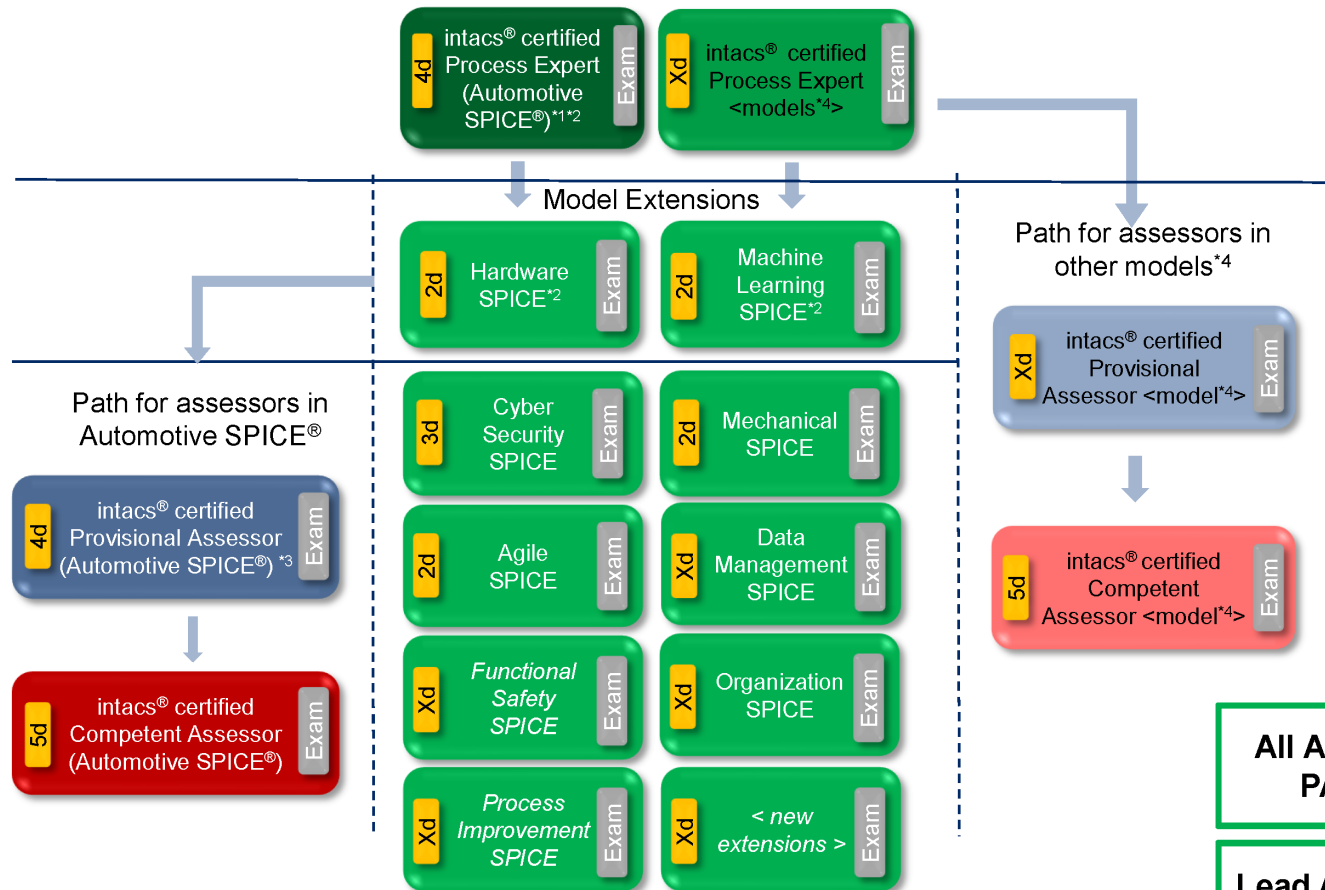 4d
intacs® certified
Process Expert
(Automotive
SPICE®)*1*2
Exam
Xd
intacs® certified
Process Expert
<models*4>
Exam
Model Extensions
2d
Hardware
SPICE*2
Exam
2d
Machine
Learning
SPICE*2
Exam
3d
Cyber
Security
SPICE
Exam
2d
Mechanical
SPICE
Exam
2d
Agile
SPICE
Exam
Xd
Data
Management
SPICE
Exam
Xd
Functional
Safety
SPICE
Exam
Xd
Organization
SPICE
Exam
Xd
Process
Improvement
SPICE
Exam
Xd
< new
extensions >
Exam
Path for assessors in
Automotive SPICE®
4d
intacs® certified
Provisional Assessor
(Automotive SPICE®) *3
Exam
5d
intacs® certified
Competent Assessor
(Automotive SPICE®)
Exam
Path for assessors in
other models*4
Xd
intacs® certified
Provisional
Assessor <model*4>
Exam
5d
intacs® certified
Competent
Assessor <model*4>
Exam
All A
PA
Lead